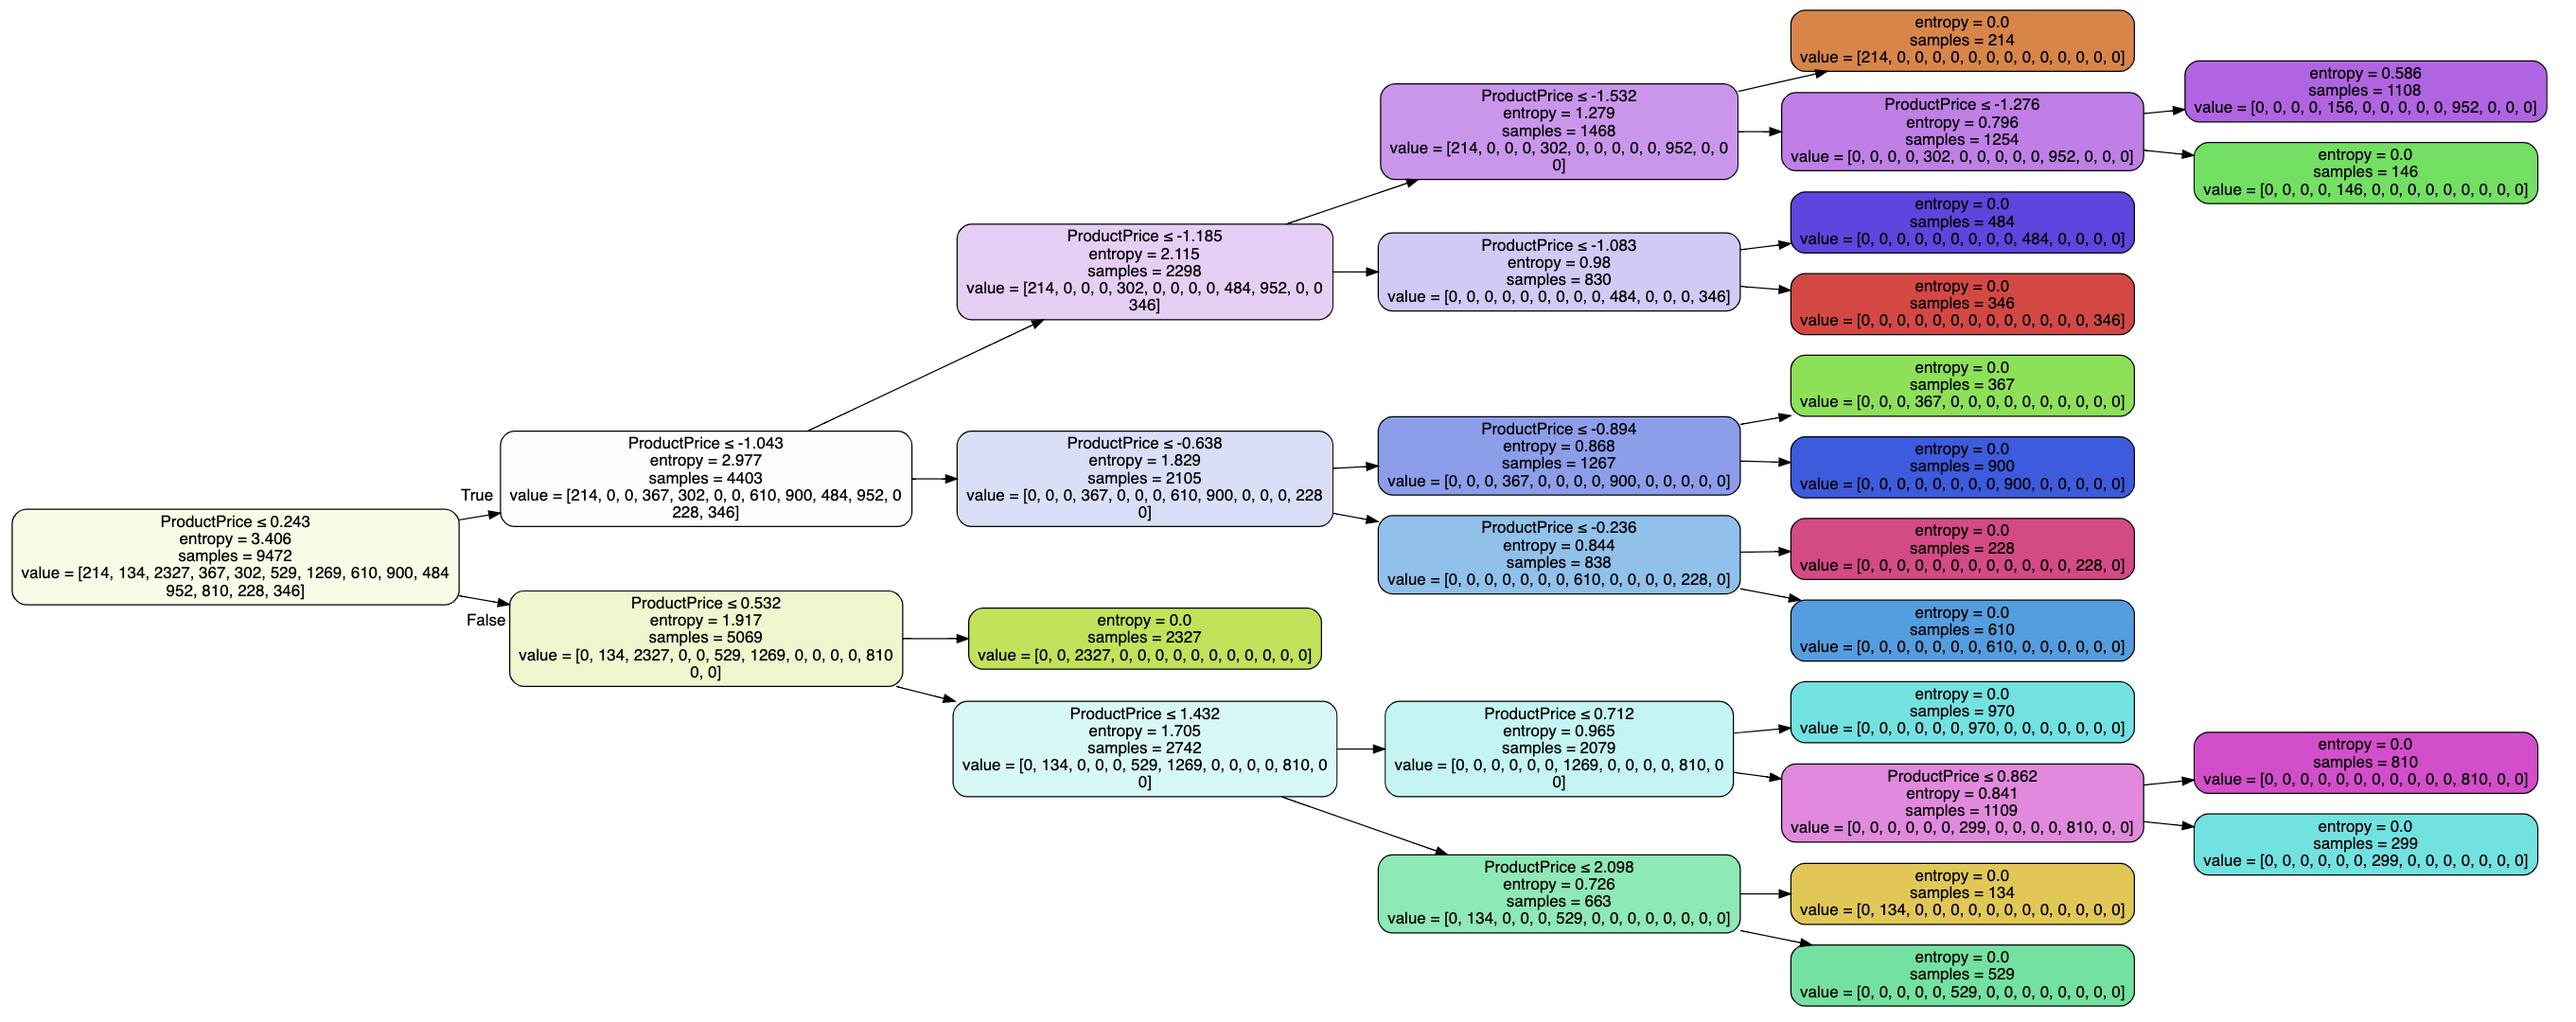 ProductPrice ≤ 0.243
entropy = 3.406
samples = 9472
value = [214, 134, 2327, 367, 302, 529, 1269, 610, 900, 484
952, 810, 228, 346]
True
False
ProductPrice ≤ -1.043
entropy = 2.977
samples = 4403
value = [214, 0, 0, 367, 302, 0, 0, 610, 900, 484, 952, 0
228, 346]
ProductPrice ≤ 0.532
entropy = 1.917
samples = 5069
value = [0, 134, 2327, 0, 0, 529, 1269, 0, 0, 0, 0, 810
0, 0]
ProductPrice ≤ -1.185
entropy = 2.115
samples = 2298
value = [214, 0, 0, 0, 302, 0, 0, 0, 0, 484, 952, 0, 0
346]
ProductPrice ≤ -0.638
entropy = 1.829
samples = 2105
value = [0, 0, 0, 367, 0, 0, 0, 610, 900, 0, 0, 0, 228
0]
entropy = 0.0
samples = 2327
value = [0, 0, 2327, 0, 0, 0, 0, 0, 0, 0, 0, 0, 0, 0]
ProductPrice ≤ 1.432
entropy = 1.705
samples = 2742
value = [0, 134, 0, 0, 0, 529, 1269, 0, 0, 0, 0, 810, 0
0]
ProductPrice ≤ -1.532
entropy = 1.279
samples = 1468
value = [214, 0, 0, 0, 302, 0, 0, 0, 0, 0, 952, 0, 0
0]
ProductPrice ≤ -1.083
entropy = 0.98
samples = 830
value = [0, 0, 0, 0, 0, 0, 0, 0, 0, 484, 0, 0, 0, 346]
ProductPrice ≤ -0.894
entropy = 0.868
samples = 1267
value = [0, 0, 0, 367, 0, 0, 0, 0, 900, 0, 0, 0, 0, 0]
ProductPrice ≤ -0.236
entropy = 0.844
samples = 838
value = [0, 0, 0, 0, 0, 0, 0, 610, 0, 0, 0, 0, 228, 0]
ProductPrice ≤ 0.712
entropy = 0.965
samples = 2079
value = [0, 0, 0, 0, 0, 0, 1269, 0, 0, 0, 0, 810, 0
0]
ProductPrice ≤ 2.098
entropy = 0.726
samples = 663
value = [0, 134, 0, 0, 0, 529, 0, 0, 0, 0, 0, 0, 0, 0]
entropy = 0.0
samples = 214
value = [214, 0, 0, 0, 0, 0, 0, 0, 0, 0, 0, 0, 0, 0]
ProductPrice ≤ -1.276
entropy = 0.796
samples = 1254
value = [0, 0, 0, 0, 302, 0, 0, 0, 0, 0, 952, 0, 0, 0]
entropy = 0.0
samples = 484
value = [0, 0, 0, 0, 0, 0, 0, 0, 0, 484, 0, 0, 0, 0]
entropy = 0.0
samples = 346
value = [0, 0, 0, 0, 0, 0, 0, 0, 0, 0, 0, 0, 0, 346]
entropy = 0.0
samples = 367
value = [0, 0, 0, 367, 0, 0, 0, 0, 0, 0, 0, 0, 0, 0]
entropy = 0.0
samples = 900
value = [0, 0, 0, 0, 0, 0, 0, 0, 900, 0, 0, 0, 0, 0]
entropy = 0.0
samples = 228
value = [0, 0, 0, 0, 0, 0, 0, 0, 0, 0, 0, 0, 228, 0]
entropy = 0.0
samples = 610
value = [0, 0, 0, 0, 0, 0, 0, 610, 0, 0, 0, 0, 0, 0]
entropy = 0.0
samples = 970
value = [0, 0, 0, 0, 0, 0, 970, 0, 0, 0, 0, 0, 0, 0]
ProductPrice ≤ 0.862
entropy = 0.841
samples = 1109
value = [0, 0, 0, 0, 0, 0, 299, 0, 0, 0, 0, 810, 0, 0]
entropy = 0.0
samples = 134
value = [0, 134, 0, 0, 0, 0, 0, 0, 0, 0, 0, 0, 0, 0]
entropy = 0.0
samples = 529
value = [0, 0, 0, 0, 0, 529, 0, 0, 0, 0, 0, 0, 0, 0]
entropy = 0.586
samples = 1108
value = [0, 0, 0, 0, 156, 0, 0, 0, 0, 0, 952, 0, 0, 0]
entropy = 0.0
samples = 146
value = [0, 0, 0, 0, 146, 0, 0, 0, 0, 0, 0, 0, 0, 0]
entropy = 0.0
samples = 810
value = [0, 0, 0, 0, 0, 0, 0, 0, 0, 0, 0, 810, 0, 0]
entropy = 0.0
samples = 299
value = [0, 0, 0, 0, 0, 0, 299, 0, 0, 0, 0, 0, 0, 0]